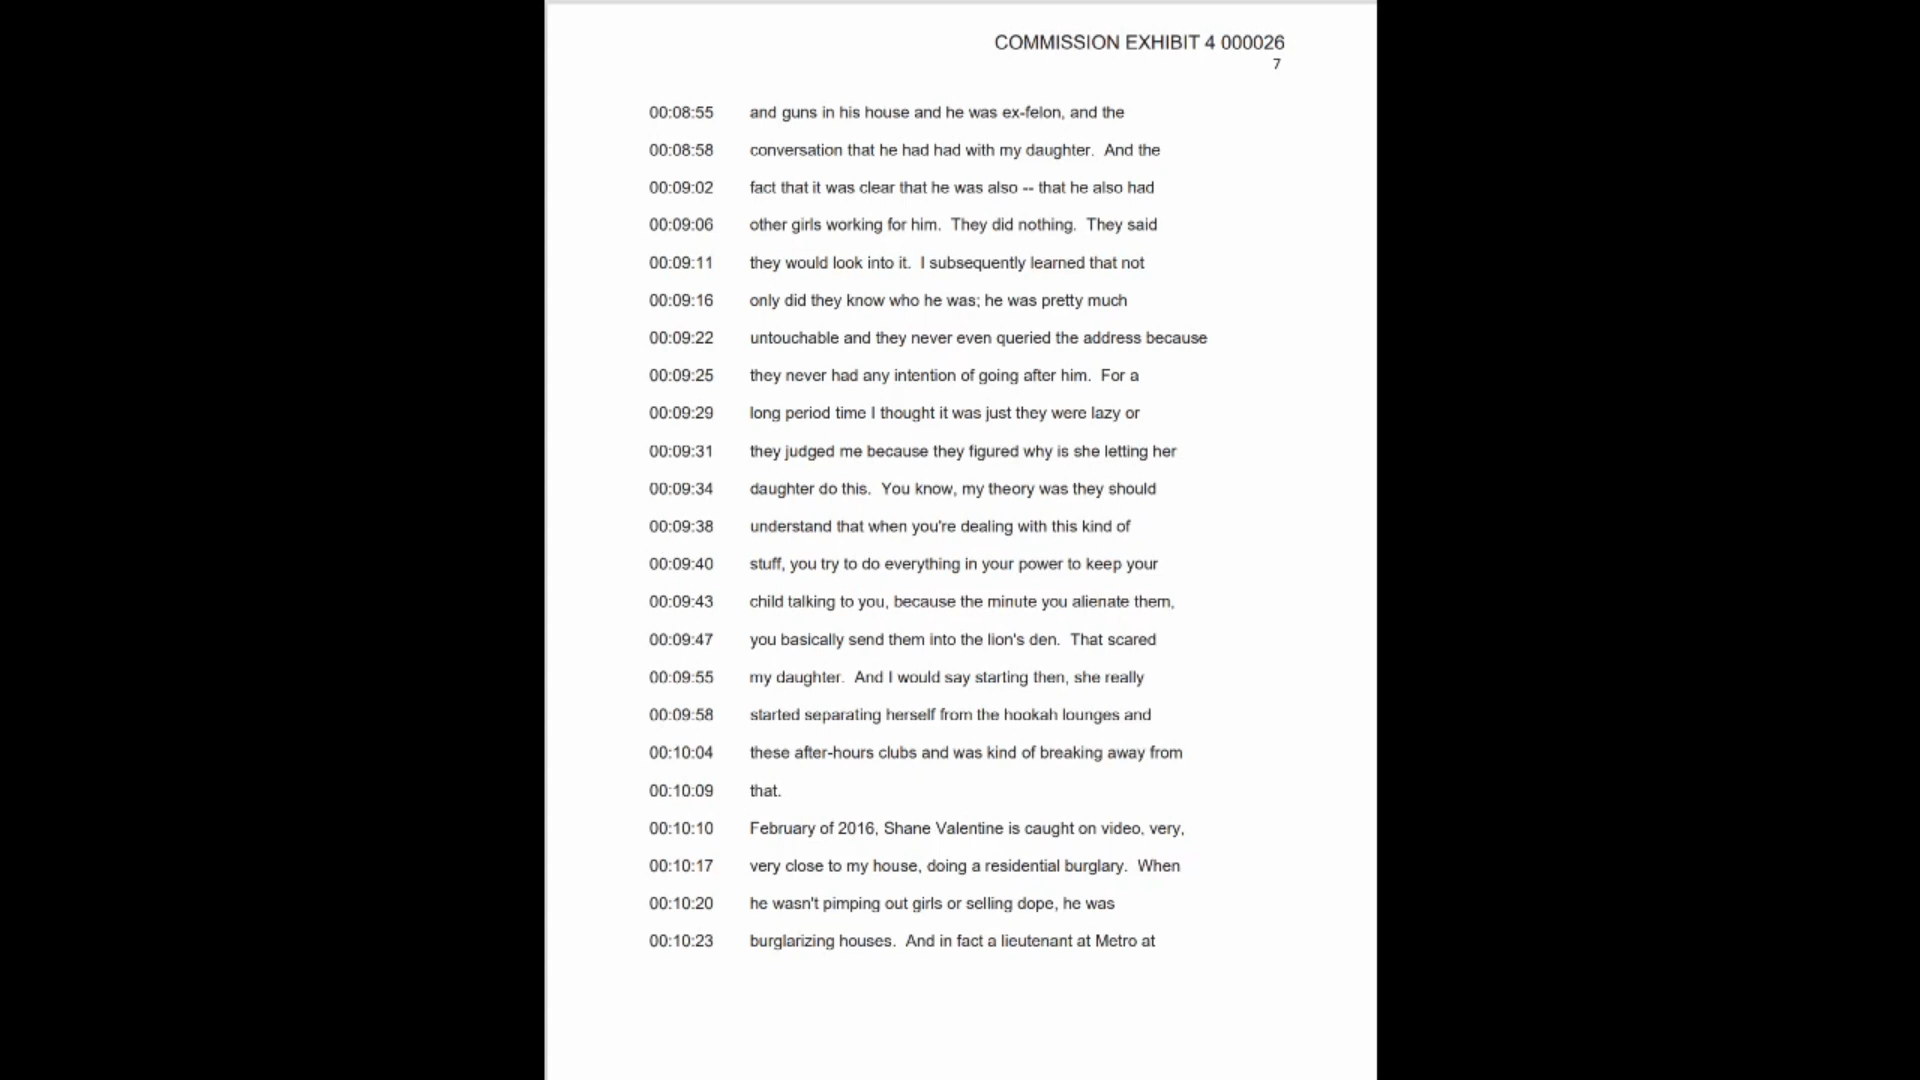 COMMISSION EXHIBIT 4 000026
7
00:08:55 and guns in his house and he was ex-felon, and the
00:08:58 conversation that he had had with my daughter.  And the
00:09:02 fact that it was clear that he was also -- that he also had
00:09:06 other girls working for him.  They did nothing.  They said
00:09:11 they would look into it.  I subsequently learned that not
00:09:16 only did they know who he was; he was pretty much
00:09:22 untouchable and they never even queried the address because
00:09:25 they never had any intention of going after him.  For a
00:09:29 long period time I thought it was just they were lazy or
00:09:31 they judged me because they figured why is she letting her
00:09:34 daughter do this.  You know, my theory was they should
00:09:38 understand that when you're dealing with this kind of
00:09:40 stuff, you try to do everything in your power to keep your
00:09:43 child talking to you, because the minute you alienate them,
00:09:47 you basically send them into the lion's den.  That scared
00:09:55 my daughter.  And I would say starting then, she really
00:09:58 started separating herself from the hookah lounges and
00:10:04 these after-hours clubs and was kind of breaking away from
00:10:09 that.
00:10:10 February of 2016, Shane Valentine is caught on video, very,
00:10:17 very close to my house, doing a residential burglary.  When
00:10:20 he wasn't pimping out girls or selling dope, he was
00:10:23 burglarizing houses.  And in fact a lieutenant at Metro at